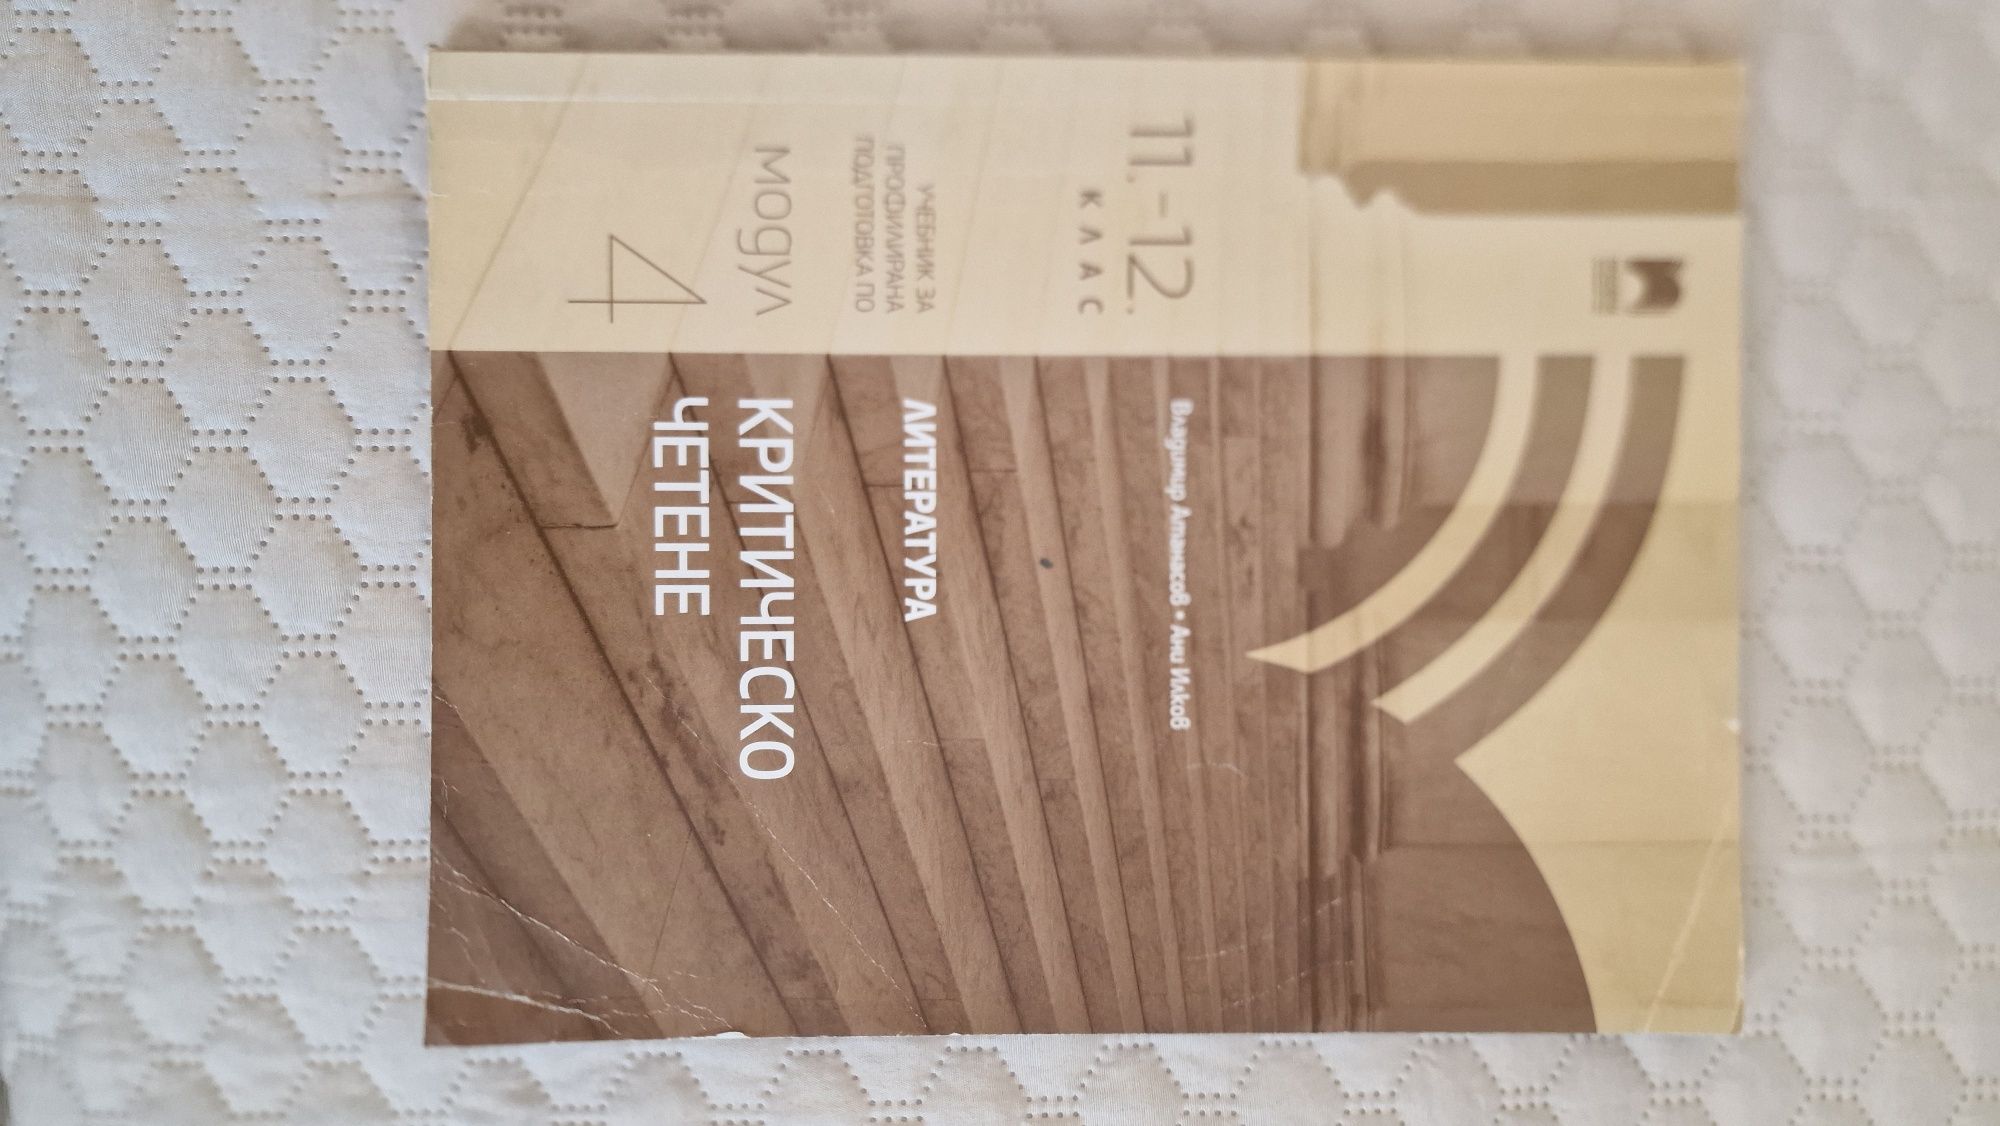 Владимир Атанасов • Ани Илков
11.-12.
КЛАС
УЧЕБНИК ЗА
ПРОФИЛИРАНА
ПОДГОТОВКА ПО
ЛИТЕРАТУРА
модул
4
КРИТИЧЕСКО
ЧЕТЕНЕ